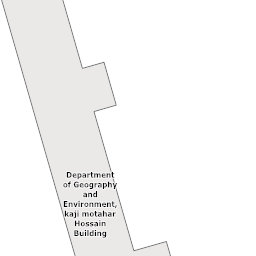 Department
of Geography
and
Environment,
kaji motahar
Hossain
Building